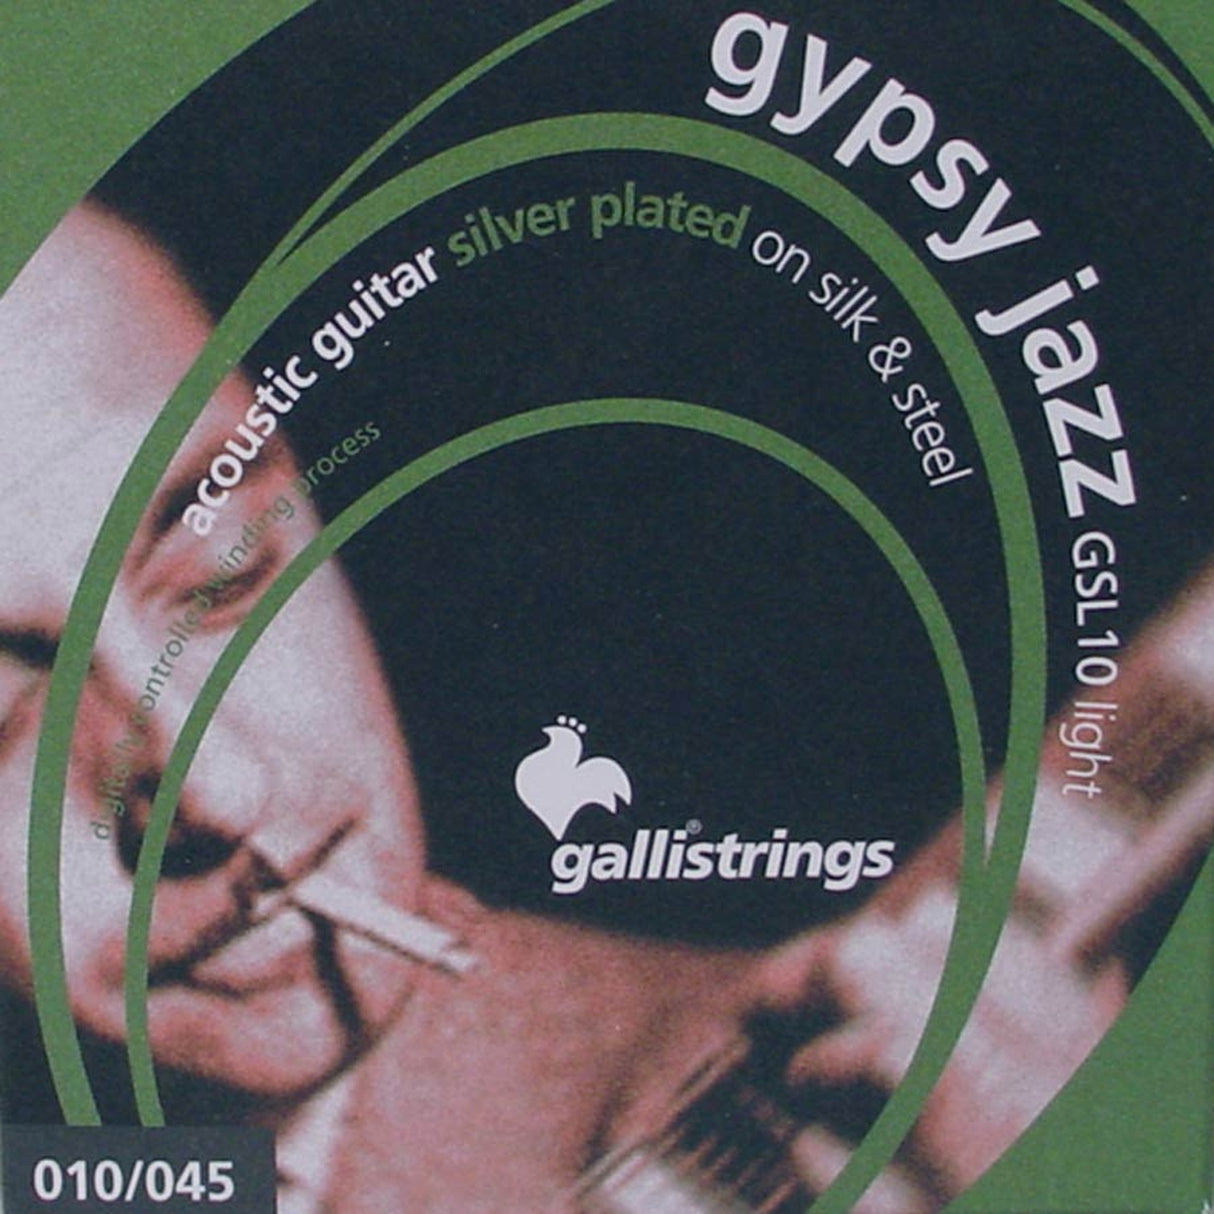 gypsy jazz GSL10 light
acoustic guitar silver plated on silk & steel
digitally controlled winding process
gallistrings®
010/045